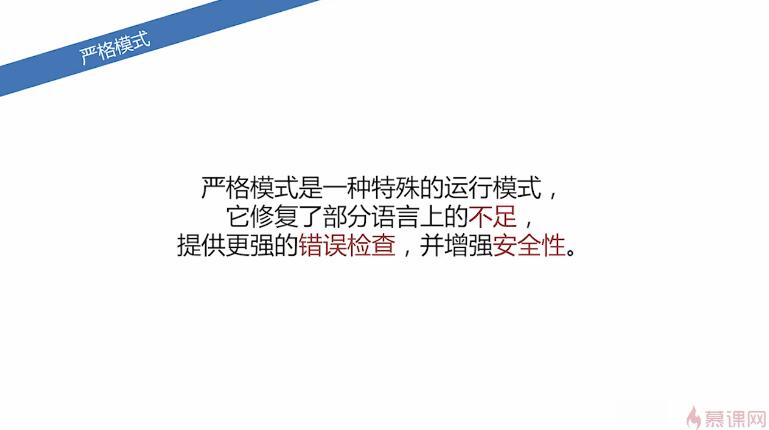 严格模式
严格模式是一种特殊的运行模式，
它修复了部分语言上的不足，
提供更强的错误检查，并增强安全性。
慕课网